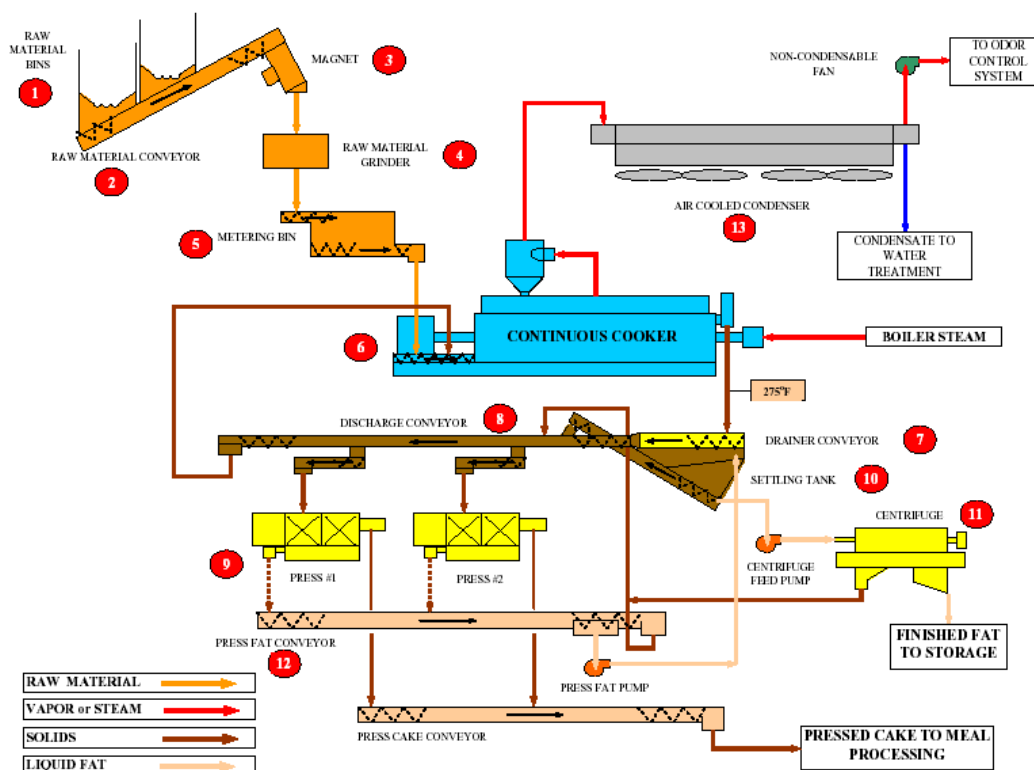 RAW
MATERIAL
BINS
1
MAGNET
3
RAW MATERIAL CONVEYOR
2
RAW MATERIAL
GRINDER
4
5
METERING BIN
NON-CONDENSABLE
FAN
TO ODOR
CONTROL
SYSTEM
AIR COOLED CONDENSER
13
CONDENSATE TO
WATER
TREATMENT
6
CONTINUOUS COOKER
BOILER STEAM
275°F
DISCHARGE CONVEYOR
8
DRAINER CONVEYOR
7
SETTLING TANK
10
CENTRIFUGE
11
CENTRIFUGE
FEED PUMP
9
PRESS #1
PRESS #2
FINISHED FAT
TO STORAGE
PRESS FAT CONVEYOR
12
PRESS FAT PUMP
PRESS CAKE CONVEYOR
PRESSED CAKE TO MEAL
PROCESSING
RAW MATERIAL
VAPOR or STEAM
SOLIDS
LIQUID FAT